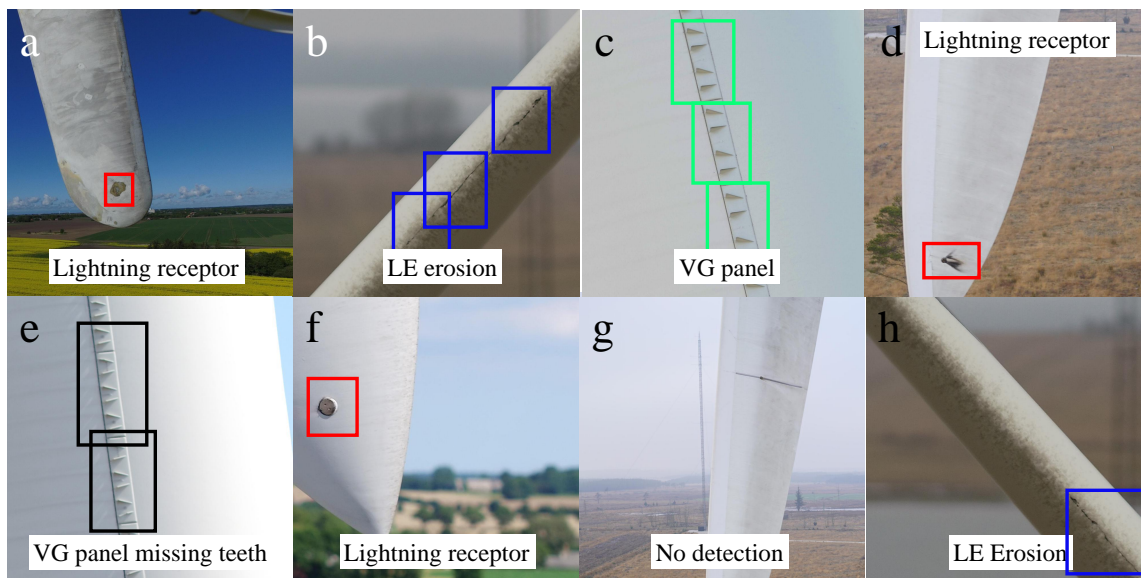 a
b
c
d
Lightning receptor
Lightning receptor
LE erosion
VG panel
e
f
g
h
VG panel missing teeth
Lightning receptor
No detection
LE Erosion